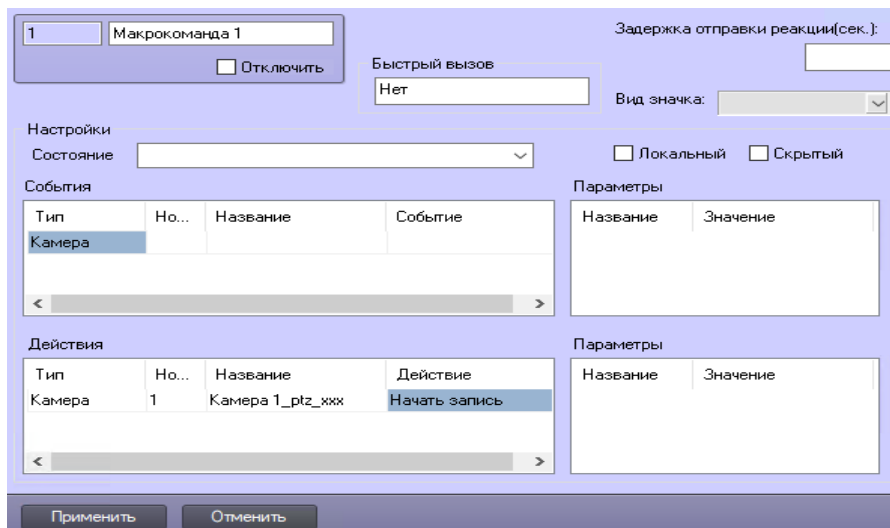 1 Макрокоманда 1
Отключить
Быстрый вызов
Нет
Задержка отправки реакции(сек.):
Вид значка:
Настройки
Состояние
Локальный Скрытый
События
Тип Но... Название Событие
Камера
Параметры
Название Значение
Действия
Тип Но... Название Действие
Камера 1 Камера 1_ptz_xxx Начать запись
Параметры
Название Значение
Применить Отменить